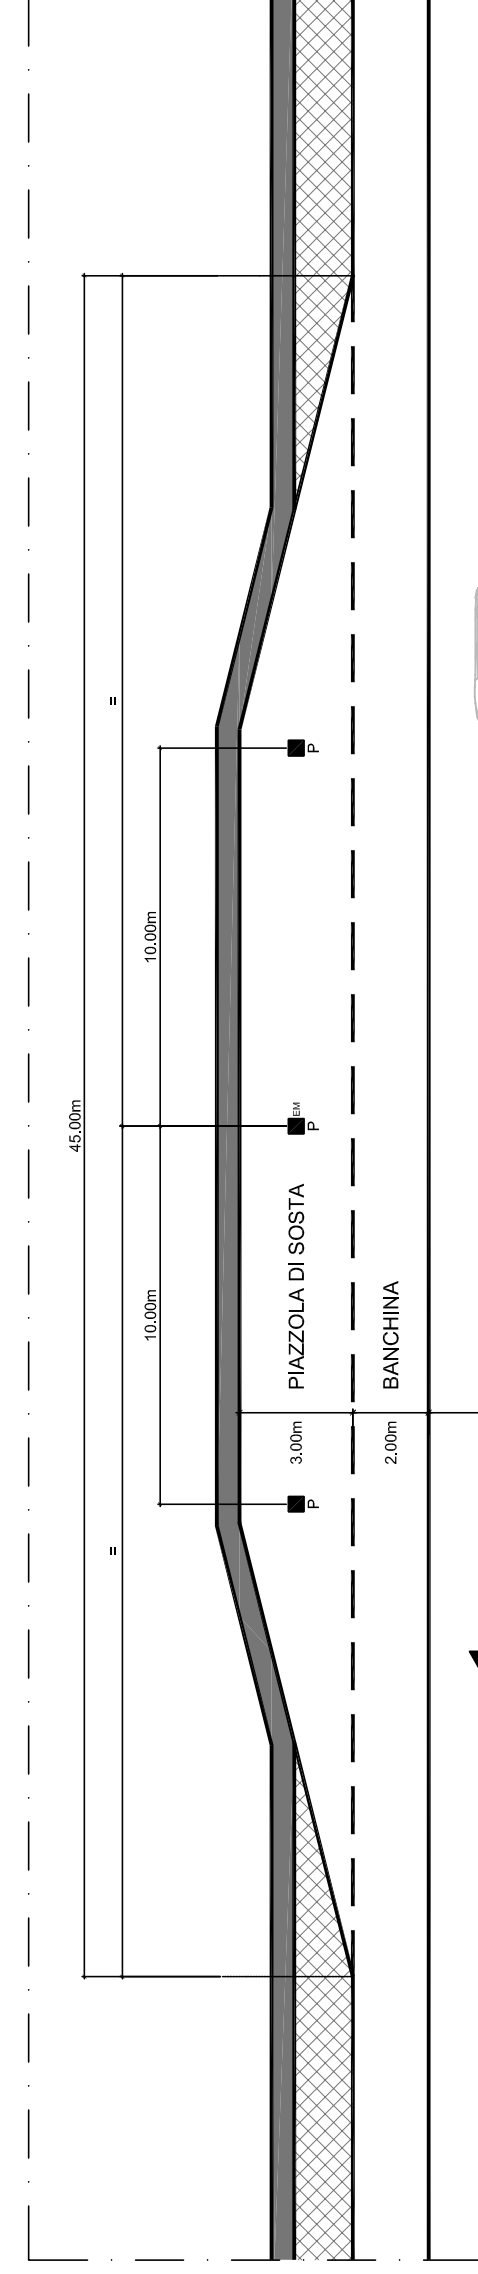 45.00m
=
=
10.00m
10.00m
P
EM
P
P
PIAZZOLA DI SOSTA
BANCHINA
3.00m
2.00m